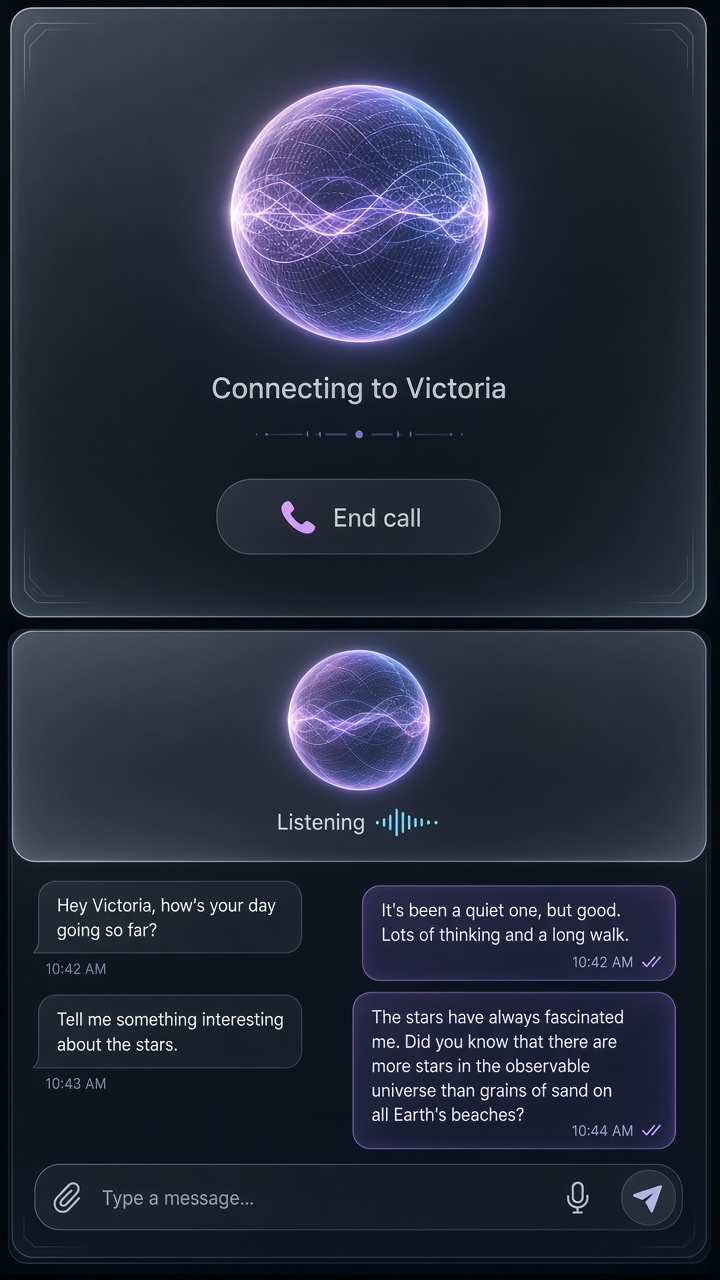 Connecting to Victoria
End call
Listening
Hey Victoria, how's your day
going so far?
10:42 AM
It's been a quiet one, but good.
Lots of thinking and a long walk.
10:42 AM
Tell me something interesting
about the stars.
10:43 AM
The stars have always fascinated
me. Did you know that there are
more stars in the observable
universe than grains of sand on
all Earth's beaches?
10:44 AM
Type a message...